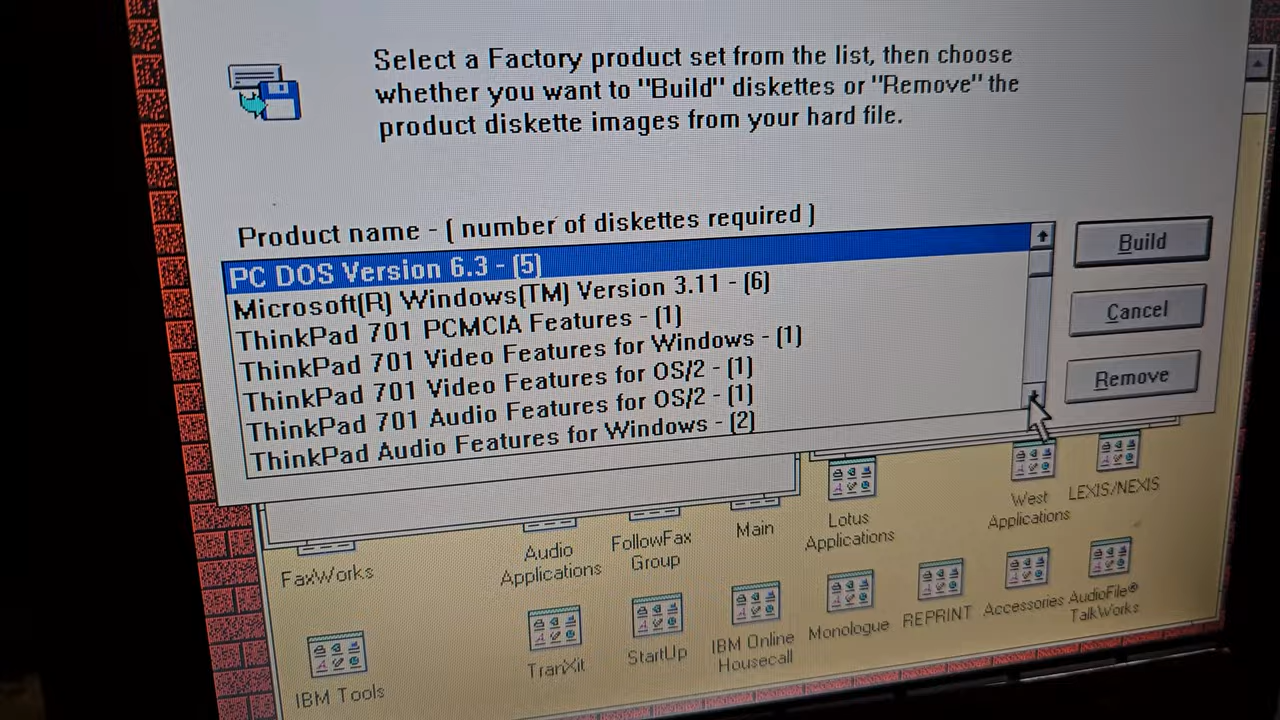 Select a Factory product set from the list, then choose
whether you want to "Build" diskettes or "Remove" the
product diskette images from your hard file.
Product name - ( number of diskettes required )
PC DOS Version 6.3 - (5)
Microsoft(R) Windows(TM) Version 3.11 - (6)
ThinkPad 701 PCMCIA Features - (1)
ThinkPad 701 Video Features for Windows - (1)
ThinkPad 701 Video Features for OS/2 - (1)
ThinkPad 701 Audio Features for OS/2 - (1)
ThinkPad Audio Features for Windows - (2)
Build
Cancel
Remove
FaxWorks
Audio
Applications
FollowFax
Group
Main
Lotus
Applications
West
Applications
LEXIS/NEXIS
IBM Tools
TranXit
StartUp
IBM Online
Housecall
Monologue
REPRINT
Accessories
AudioFile®
TalkWorks